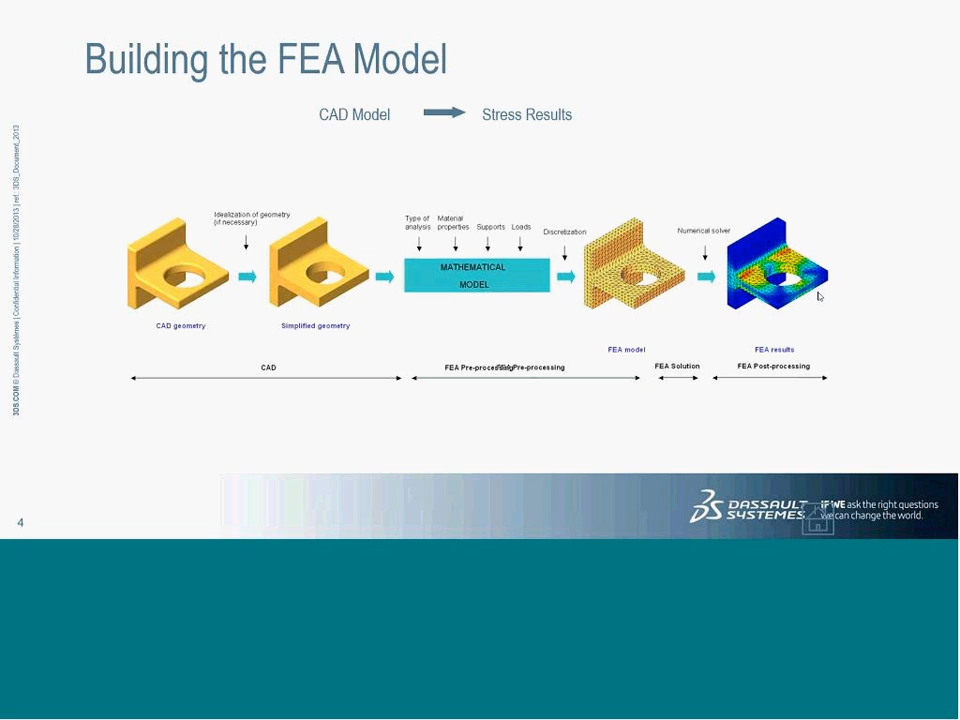 Building the FEA Model
CAD Model
Stress Results
3DS.COM © Dassault Systèmes | Confidential Information | 10/28/2013 | ref.: 3DS_Document_2013
Idealization of geometry
(if necessary)
Type of
analysis
Material
properties
Supports
Loads
Discretization
Numerical solver
MATHEMATICAL
MODEL
CAD geometry
Simplified geometry
FEA model
FEA results
CAD
FEA Pre-processing
FEA Pre-processing
FEA Solution
FEA Post-processing
DASSAULT
SYSTEMES
IF WE ask the right questions
we can change the world.
4